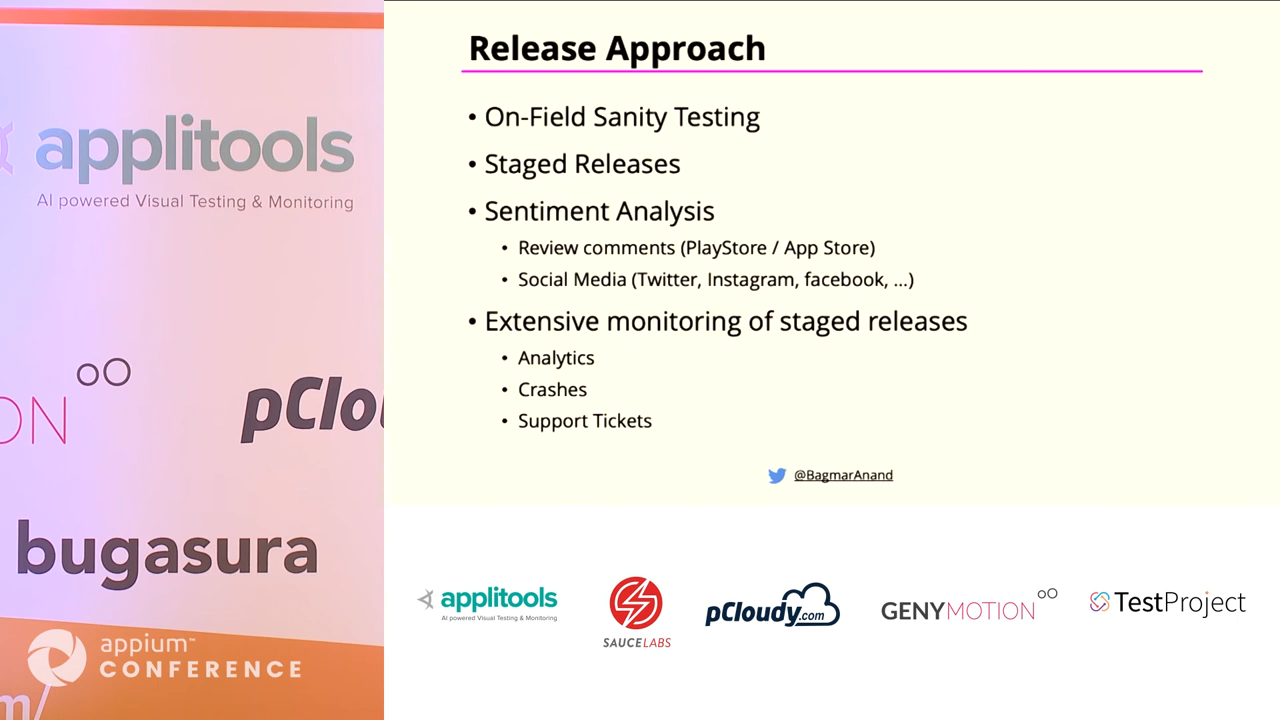 applitools
AI powered Visual Testing & Monitoring
ON
pClou
bugasura
appium™
CONFERENCE
m/
Release Approach
• On-Field Sanity Testing
• Staged Releases
• Sentiment Analysis
• Review comments (PlayStore / App Store)
• Social Media (Twitter, Instagram, facebook, ...)
• Extensive monitoring of staged releases
• Analytics
• Crashes
• Support Tickets
@BagmarAnand
applitools
AI powered Visual Testing & Monitoring
SAUCELABS
pCloudy.com
GENYMOTION
TestProject